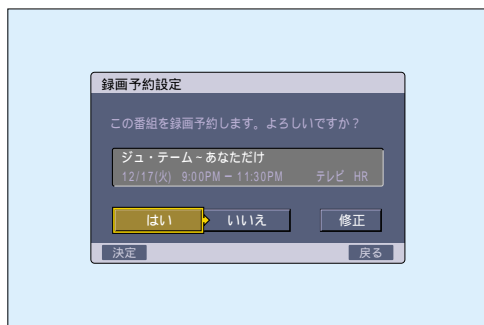 録画予約設定
この番組を録画予約します。よろしいですか？
ジュ・テーム~あなただけ
12/17(火) 9:00PM － 11:30PM テレビ HR
はい いいえ 修正
決定 戻る